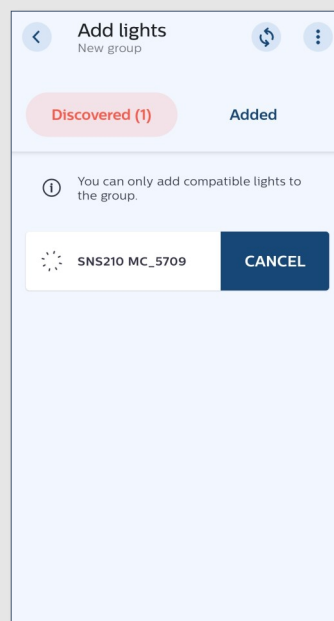 Add lights
New group
Discovered (1)
Added
You can only add compatible lights to
the group.
SNS210 MC_5709
CANCEL